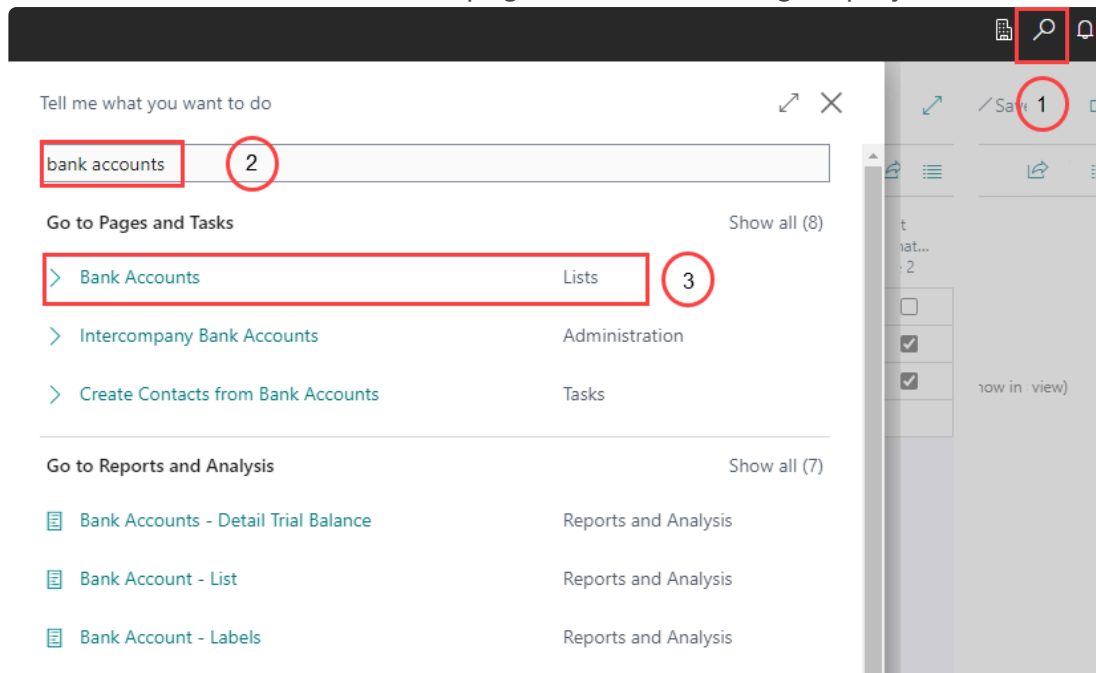 Tell me what you want to do
Save 1
bank accounts 2
Go to Pages and Tasks Show all (8)
Bank Accounts Lists 3
2
Intercompany Bank Accounts Administration
Create Contacts from Bank Accounts Tasks
view)
Go to Reports and Analysis Show all (7)
Bank Accounts - Detail Trial Balance Reports and Analysis
Bank Account - List Reports and Analysis
Bank Account - Labels Reports and Analysis